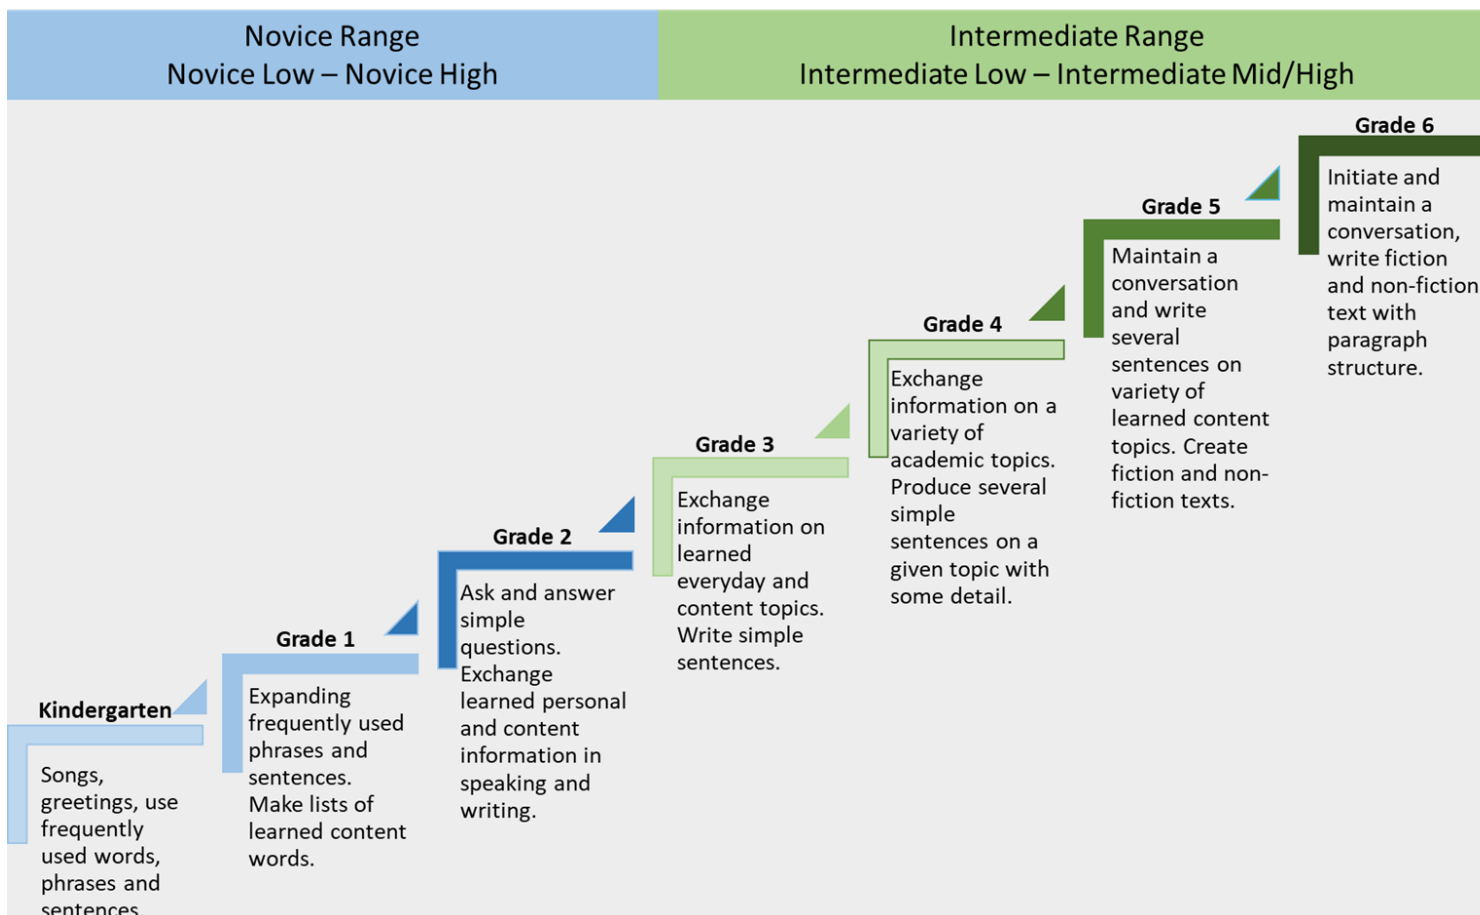 Novice Range
Novice Low – Novice High
Intermediate Range
Intermediate Low – Intermediate Mid/High
Kindergarten
Songs,
greetings, use
frequently
used words,
phrases and
sentences.
Grade 1
Expanding
frequently used
phrases and
sentences.
Make lists of
learned content
words.
Grade 2
Ask and answer
simple
questions.
Exchange
learned personal
and content
information in
speaking and
writing.
Grade 3
Exchange
information on
learned
everyday and
content topics.
Write simple
sentences.
Grade 4
Exchange
information on a
variety of
academic topics.
Produce several
simple
sentences on a
given topic with
some detail.
Grade 5
Maintain a
conversation
and write
several
sentences on
variety of
learned content
topics. Create
fiction and non-
fiction texts.
Grade 6
Initiate and
maintain a
conversation,
write fiction
and non-fiction
text with
paragraph
structure.